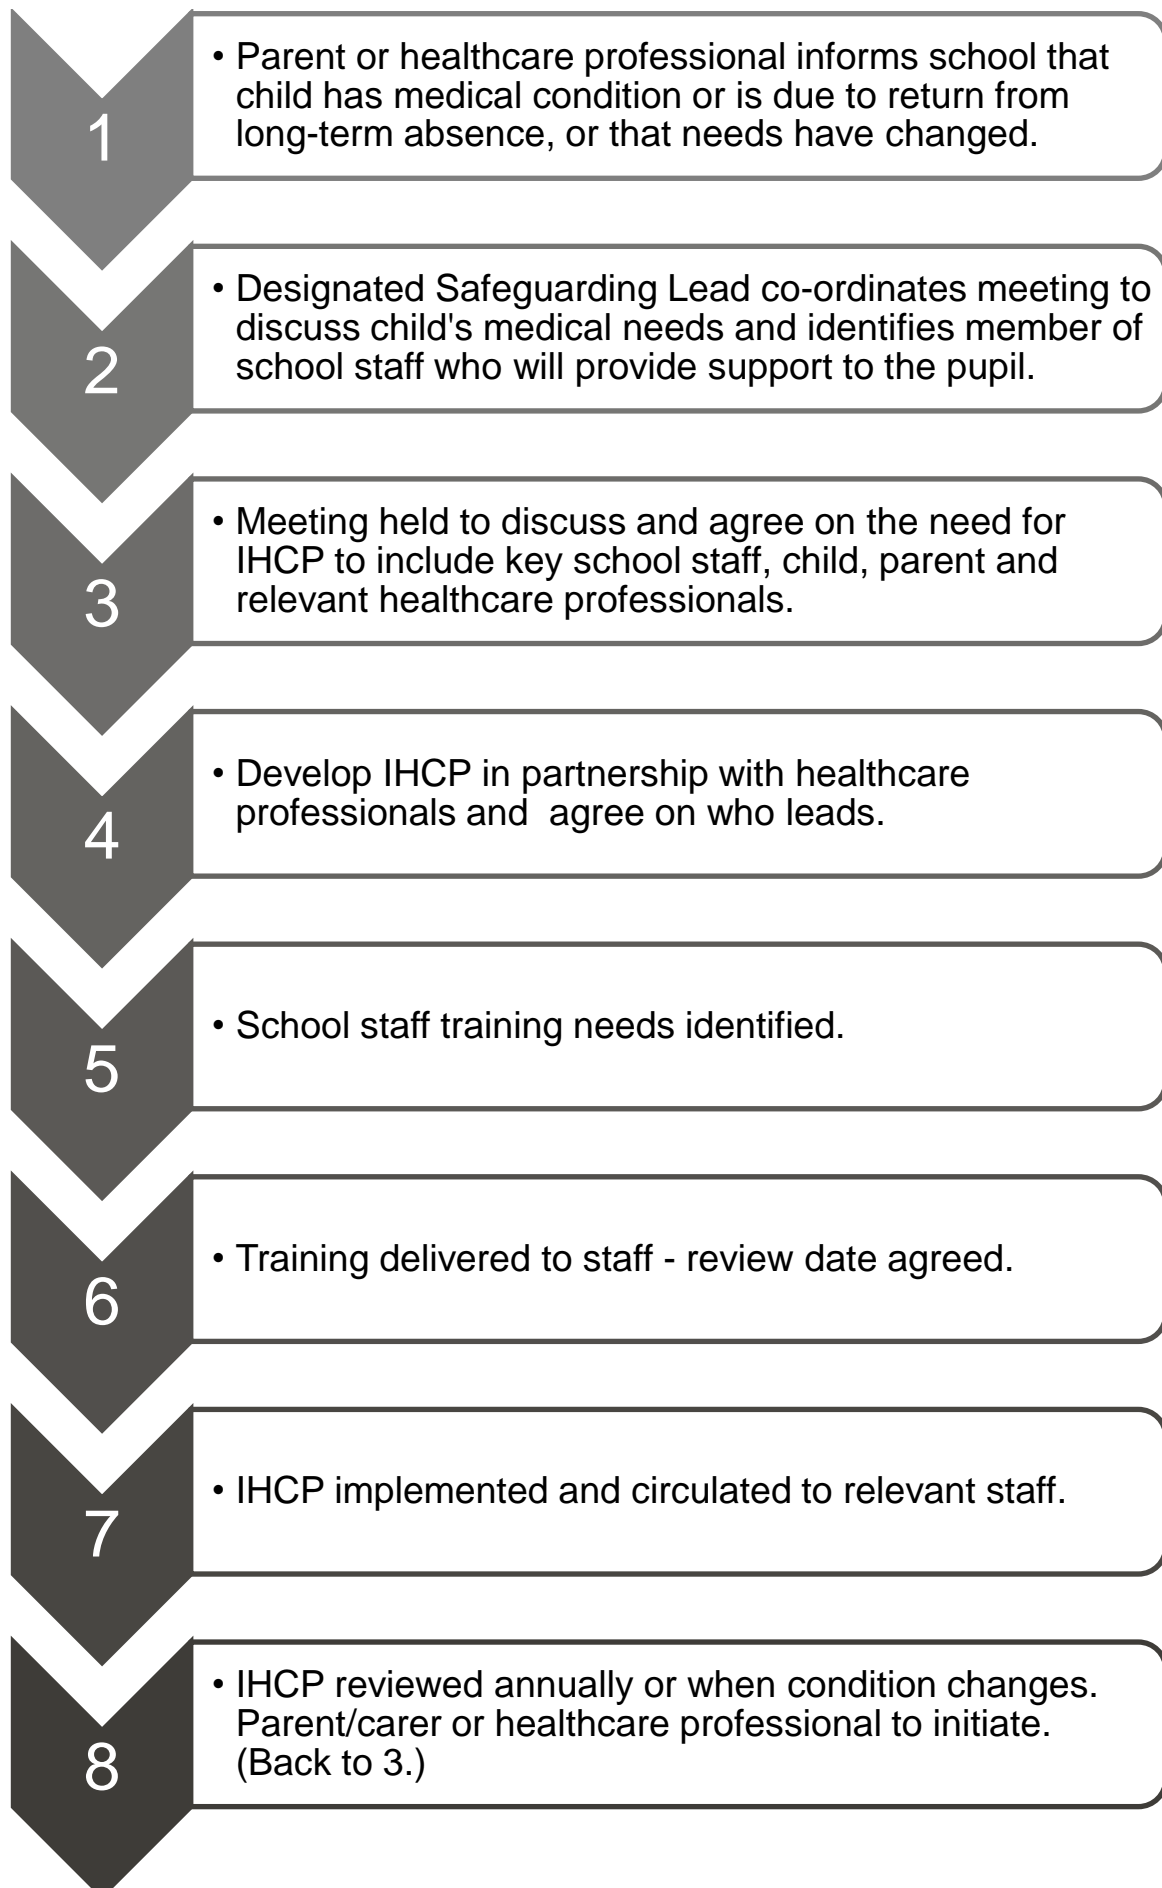 1
• Parent or healthcare professional informs school that
child has medical condition or is due to return from
long-term absence, or that needs have changed.
2
• Designated Safeguarding Lead co-ordinates meeting to
discuss child's medical needs and identifies member of
school staff who will provide support to the pupil.
3
• Meeting held to discuss and agree on the need for
IHCP to include key school staff, child, parent and
relevant healthcare professionals.
4
• Develop IHCP in partnership with healthcare
professionals and  agree on who leads.
5
• School staff training needs identified.
6
• Training delivered to staff - review date agreed.
7
• IHCP implemented and circulated to relevant staff.
8
• IHCP reviewed annually or when condition changes.
Parent/carer or healthcare professional to initiate.
(Back to 3.)